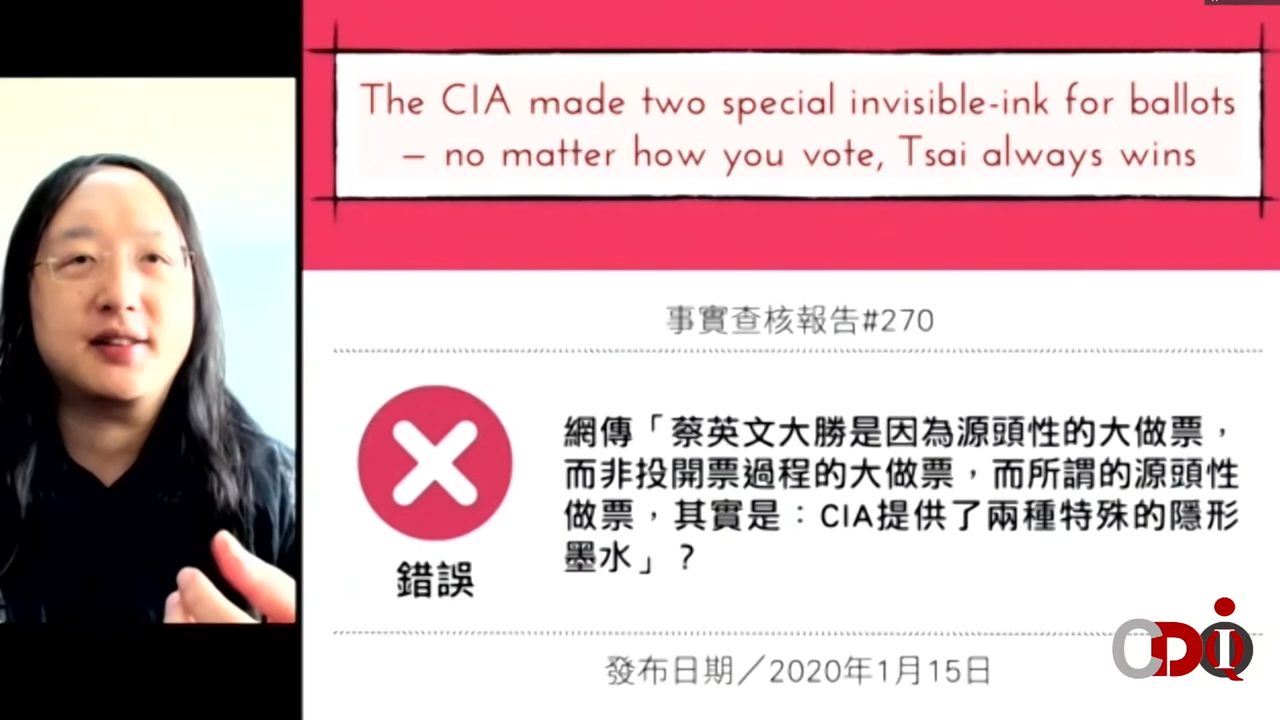 The CIA made two special invisible-ink for ballots
– no matter how you vote, Tsai always wins
事實查核報告#270
網傳「蔡英文大勝是因為源頭性的大做票，
而非投開票過程的大做票，而所謂的源頭性
做票，其實是：CIA提供了兩種特殊的隱形
墨水」？
錯誤
發布日期／2020年1月15日
CDIQ